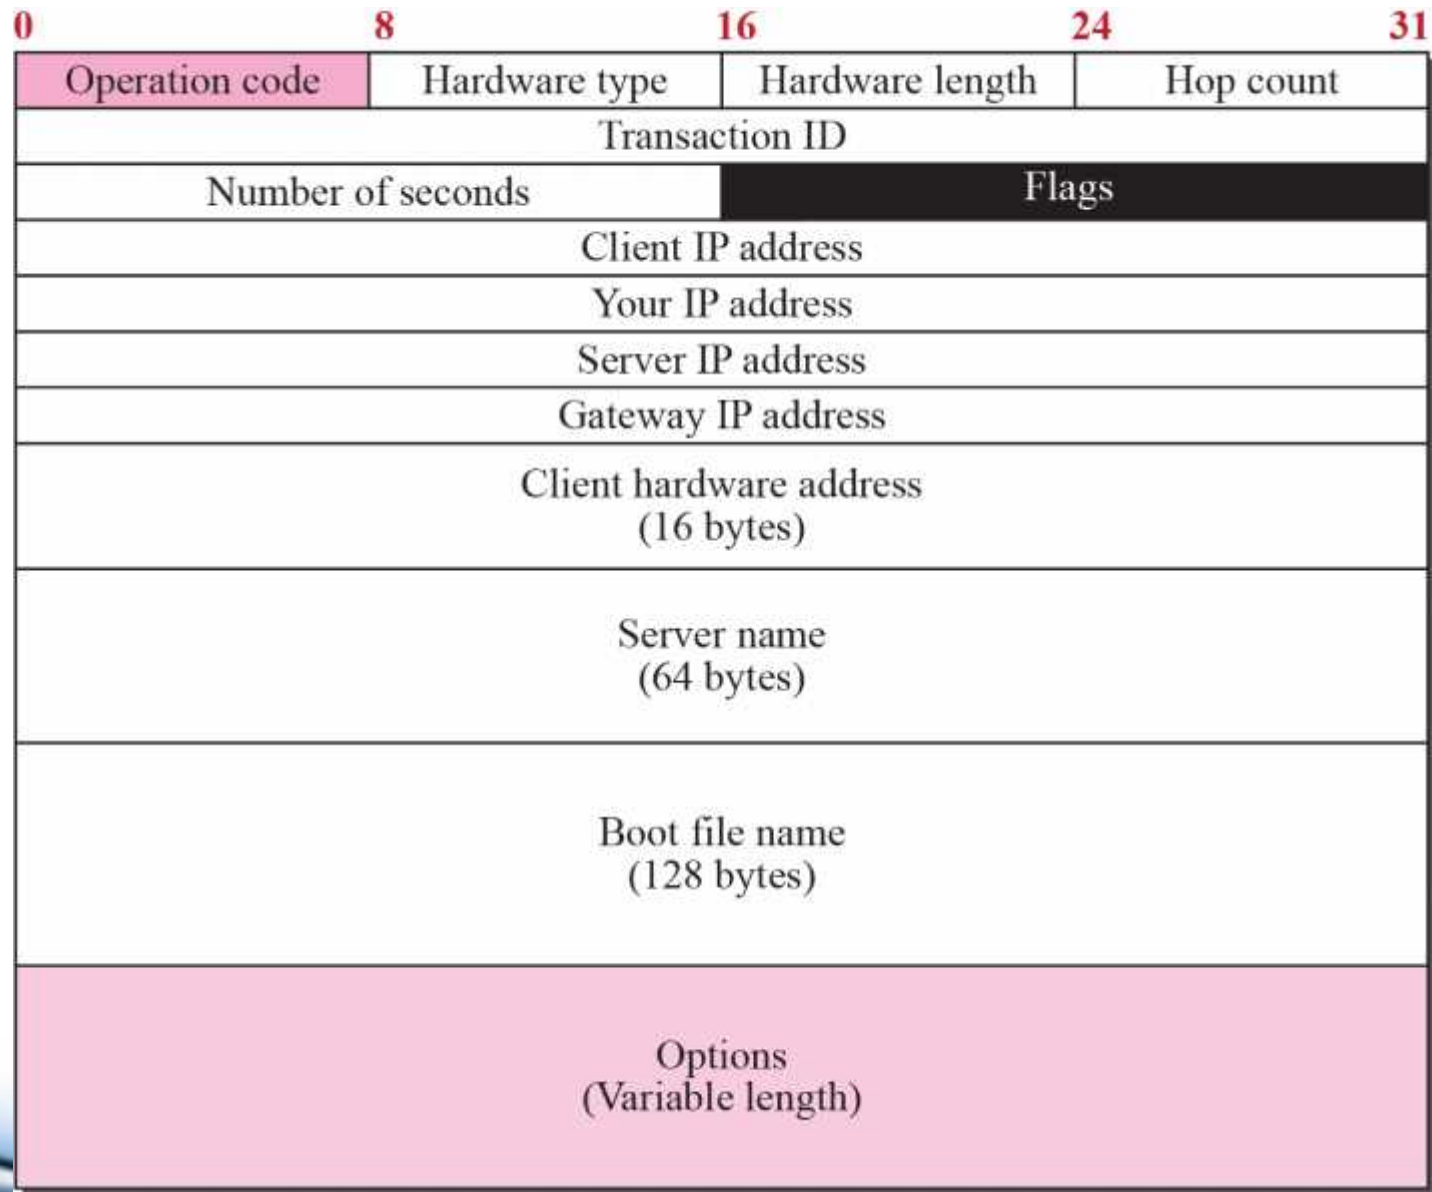 0 8 16 24 31
Operation code Hardware type Hardware length Hop count
Transaction ID
Number of seconds Flags
Client IP address
Your IP address
Server IP address
Gateway IP address
Client hardware address
(16 bytes)
Server name
(64 bytes)
Boot file name
(128 bytes)
Options
(Variable length)